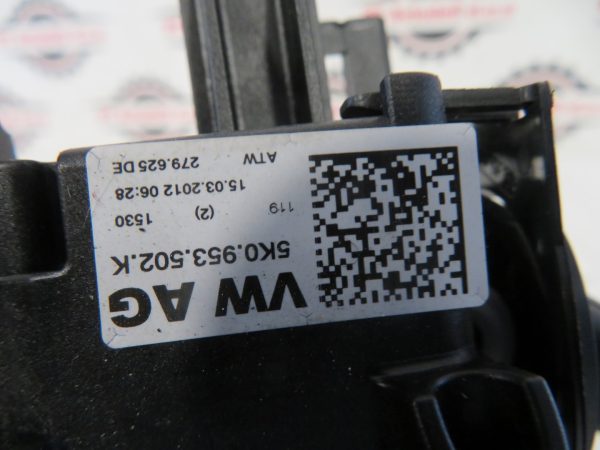 VW AG
5K0.953.502.K
1530 (2) 119
15.03.2012 06:28
279.625 DE ATW